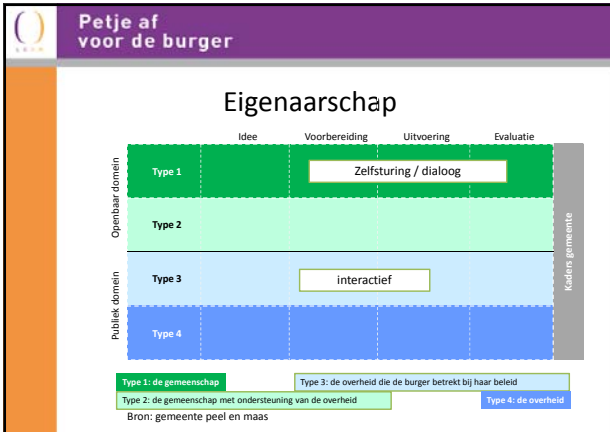 Petje af
voor de burger
Eigenaarschap
Idee Voorbereiding Uitvoering Evaluatie
Openbaar domein
Type 1
Zelfsturing / dialoog
Type 2
Publiek domein
Type 3
interactief
Type 4
Kaders gemeente
Type 1: de gemeenschap
Type 3: de overheid die de burger betrekt bij haar beleid
Type 2: de gemeenschap met ondersteuning van de overheid
Type 4: de overheid
Bron: gemeente peel en maas